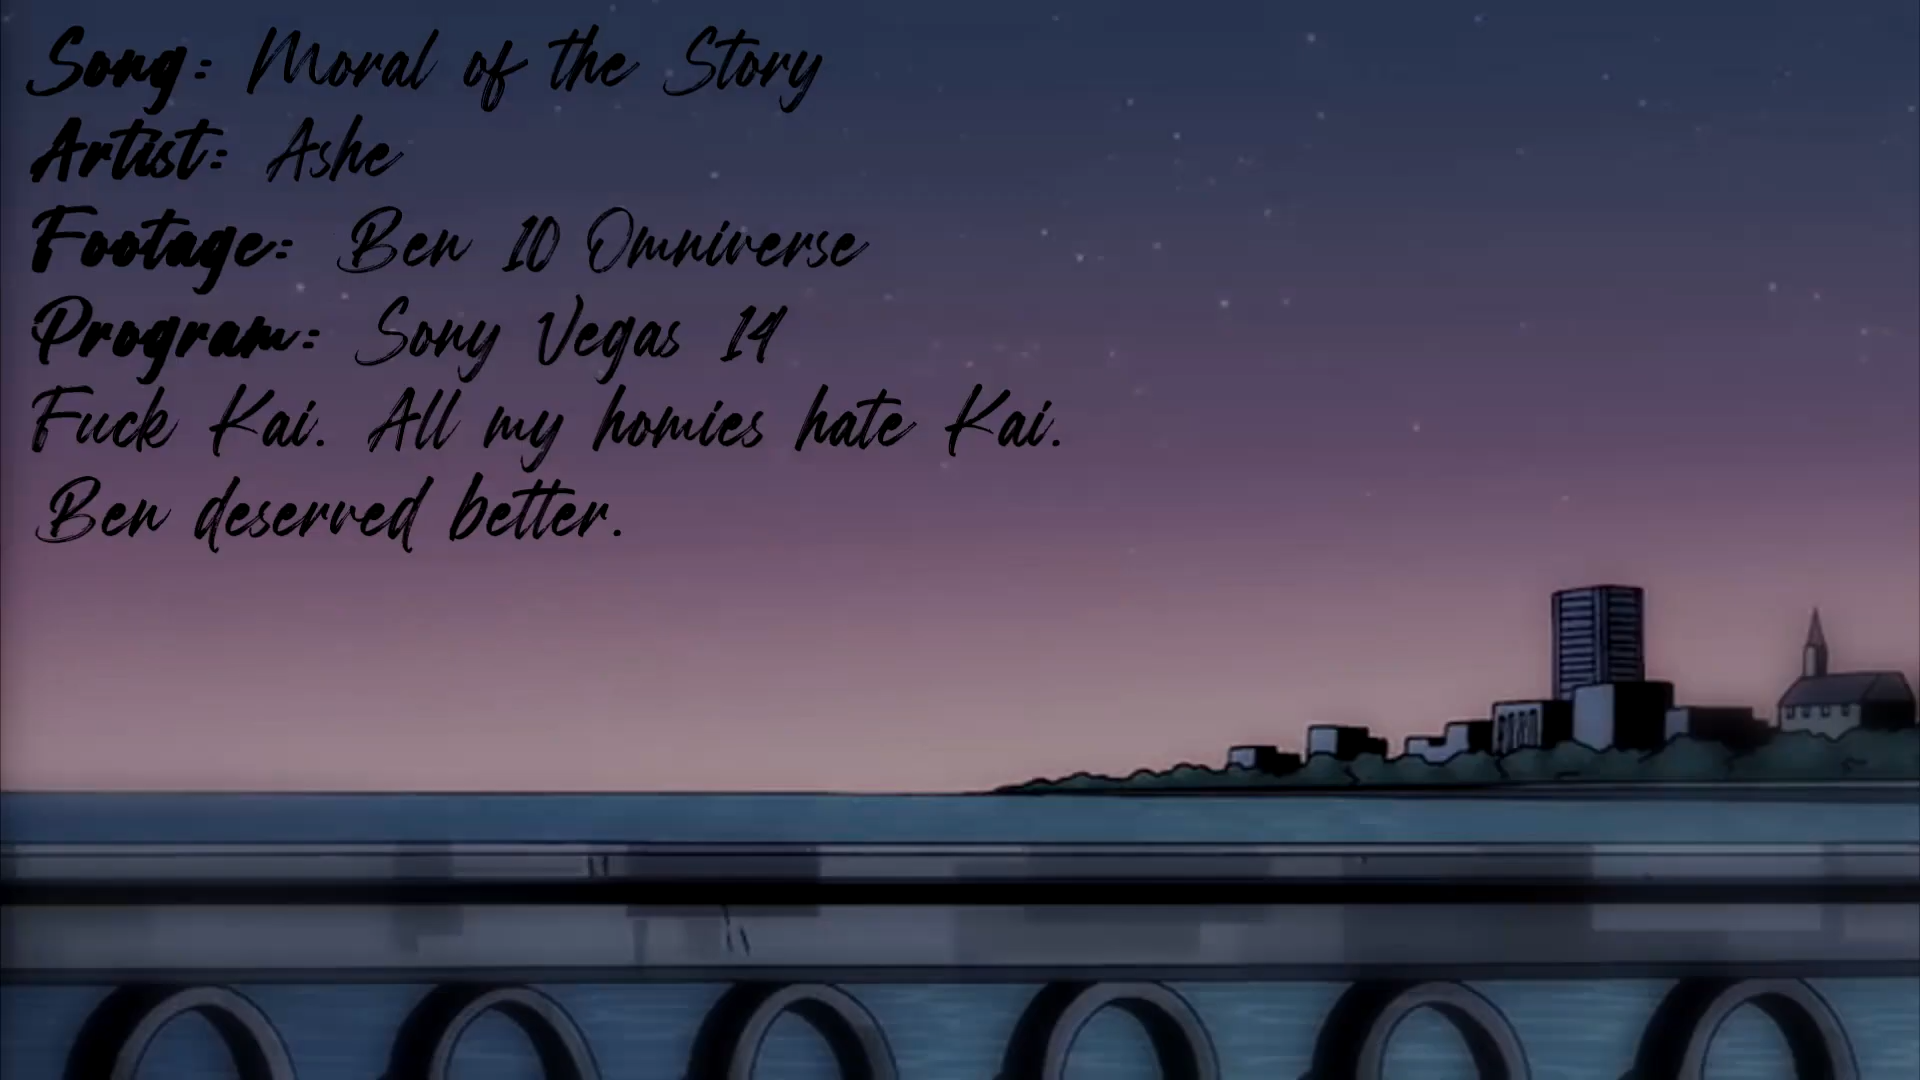 Song: Moral of the Story
Artist: Ashe
Footage: Ben 10 Omniverse
Program: Sony Vegas 14
Fuck Kai. All my homies hate Kai.
Ben deserved better.